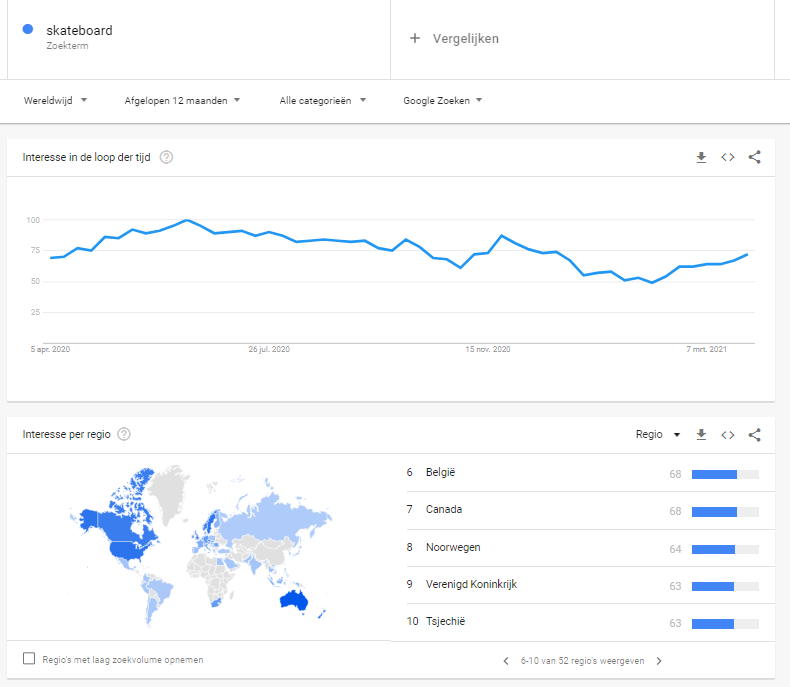 skateboard
Zoekterm
+ Vergelijken
Wereldwijd
Afgelopen 12 maanden
Alle categorieën
Google Zoeken
Interesse in de loop der tijd ?
100
75
50
25
5 apr. 2020
26 jul. 2020
15 nov. 2020
7 mrt. 2021
Interesse per regio ?
Regio
6 België 68
7 Canada 68
8 Noorwegen 64
9 Verenigd Koninkrijk 63
10 Tsjechië 63
Regio's met laag zoekvolume opnemen
6-10 van 52 regio's weergeven